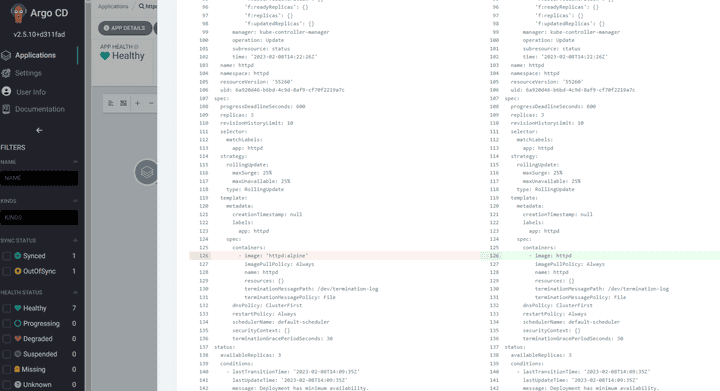 Argo CD
v2.5.10+d311fad
Applications
Settings
User Info
Documentation
FILTERS
NAME
NAME
KINDS
KINDS
SYNC STATUS
Synced 1
OutOfSync 1
HEALTH STATUS
Healthy 7
Progressing 0
Degraded 0
Suspended 0
Missing 0
Unknown 0
Applications
APP DETAILS
APP HEALTH
Healthy
96 'f:readyReplicas': {}
97 'f:replicas': {}
98 'f:updatedReplicas': {}
99 manager: kube-controller-manager
100 operation: Update
101 subresource: status
102 time: '2023-02-08T14:22:26Z'
103 name: httpd
104 namespace: httpd
105 resourceVersion: '55260'
106 uid: 6a920d46-b6bd-4c9d-8af9-cf70f2219a7c
107 spec:
108 progressDeadlineSeconds: 600
109 replicas: 3
110 revisionHistoryLimit: 10
111 selector:
112 matchLabels:
113 app: httpd
114 strategy:
115 rollingUpdate:
116 maxSurge: 25%
117 maxUnavailable: 25%
118 type: RollingUpdate
119 template:
120 metadata:
121 creationTimestamp: null
122 labels:
123 app: httpd
124 spec:
125 containers:
126 - image: 'httpd:alpine'
127 imagePullPolicy: Always
128 name: httpd
129 resources: {}
130 terminationMessagePath: /dev/termination-log
131 terminationMessagePolicy: File
132 dnsPolicy: ClusterFirst
133 restartPolicy: Always
134 schedulerName: default-scheduler
135 securityContext: {}
136 terminationGracePeriodSeconds: 30
137 status:
138 availableReplicas: 3
139 conditions:
140 - lastTransitionTime: '2023-02-08T14:09:35Z'
141 lastUpdateTime: '2023-02-08T14:09:35Z'
142 message: Deployment has minimum availability.
96 'f:readyReplicas': {}
97 'f:replicas': {}
98 'f:updatedReplicas': {}
99 manager: kube-controller-manager
100 operation: Update
101 subresource: status
102 time: '2023-02-08T14:22:26Z'
103 name: httpd
104 namespace: httpd
105 resourceVersion: '55260'
106 uid: 6a920d46-b6bd-4c9d-8af9-cf70f2219a7c
107 spec:
108 progressDeadlineSeconds: 600
109 replicas: 3
110 revisionHistoryLimit: 10
111 selector:
112 matchLabels:
113 app: httpd
114 strategy:
115 rollingUpdate:
116 maxSurge: 25%
117 maxUnavailable: 25%
118 type: RollingUpdate
119 template:
120 metadata:
121 creationTimestamp: null
122 labels:
123 app: httpd
124 spec:
125 containers:
126 - image: httpd
127 imagePullPolicy: Always
128 name: httpd
129 resources: {}
130 terminationMessagePath: /dev/termination-log
131 terminationMessagePolicy: File
132 dnsPolicy: ClusterFirst
133 restartPolicy: Always
134 schedulerName: default-scheduler
135 securityContext: {}
136 terminationGracePeriodSeconds: 30
137 status:
138 availableReplicas: 3
139 conditions:
140 - lastTransitionTime: '2023-02-08T14:09:35Z'
141 lastUpdateTime: '2023-02-08T14:09:35Z'
142 message: Deployment has minimum availability.